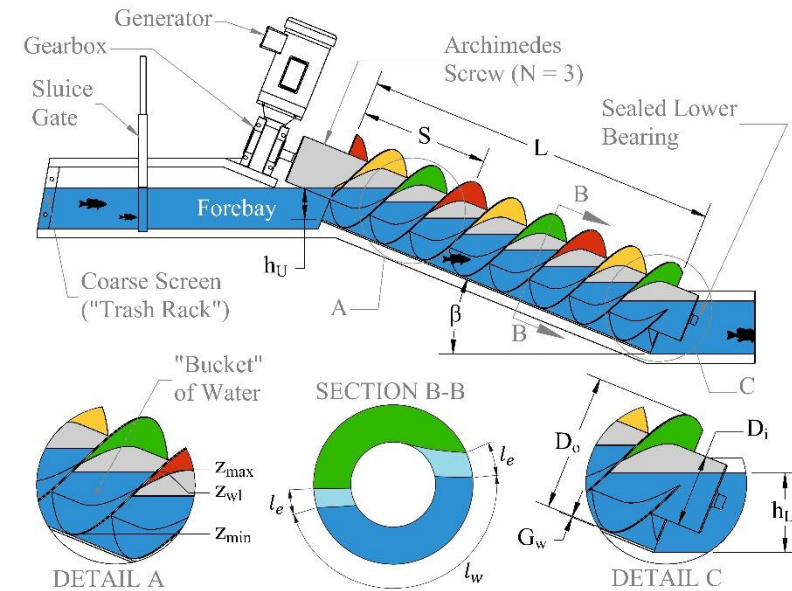 Generator
Gearbox
Sluice
Gate
Archimedes
Screw (N = 3)
Sealed Lower
Bearing
S
L
B
Forebay
hU
Coarse Screen
("Trash Rack")
A
β
B
C
"Bucket"
of Water
SECTION B-B
zmax
zwl
zmin
le
le
lw
Do
Di
hL
Gw
DETAIL A
DETAIL C